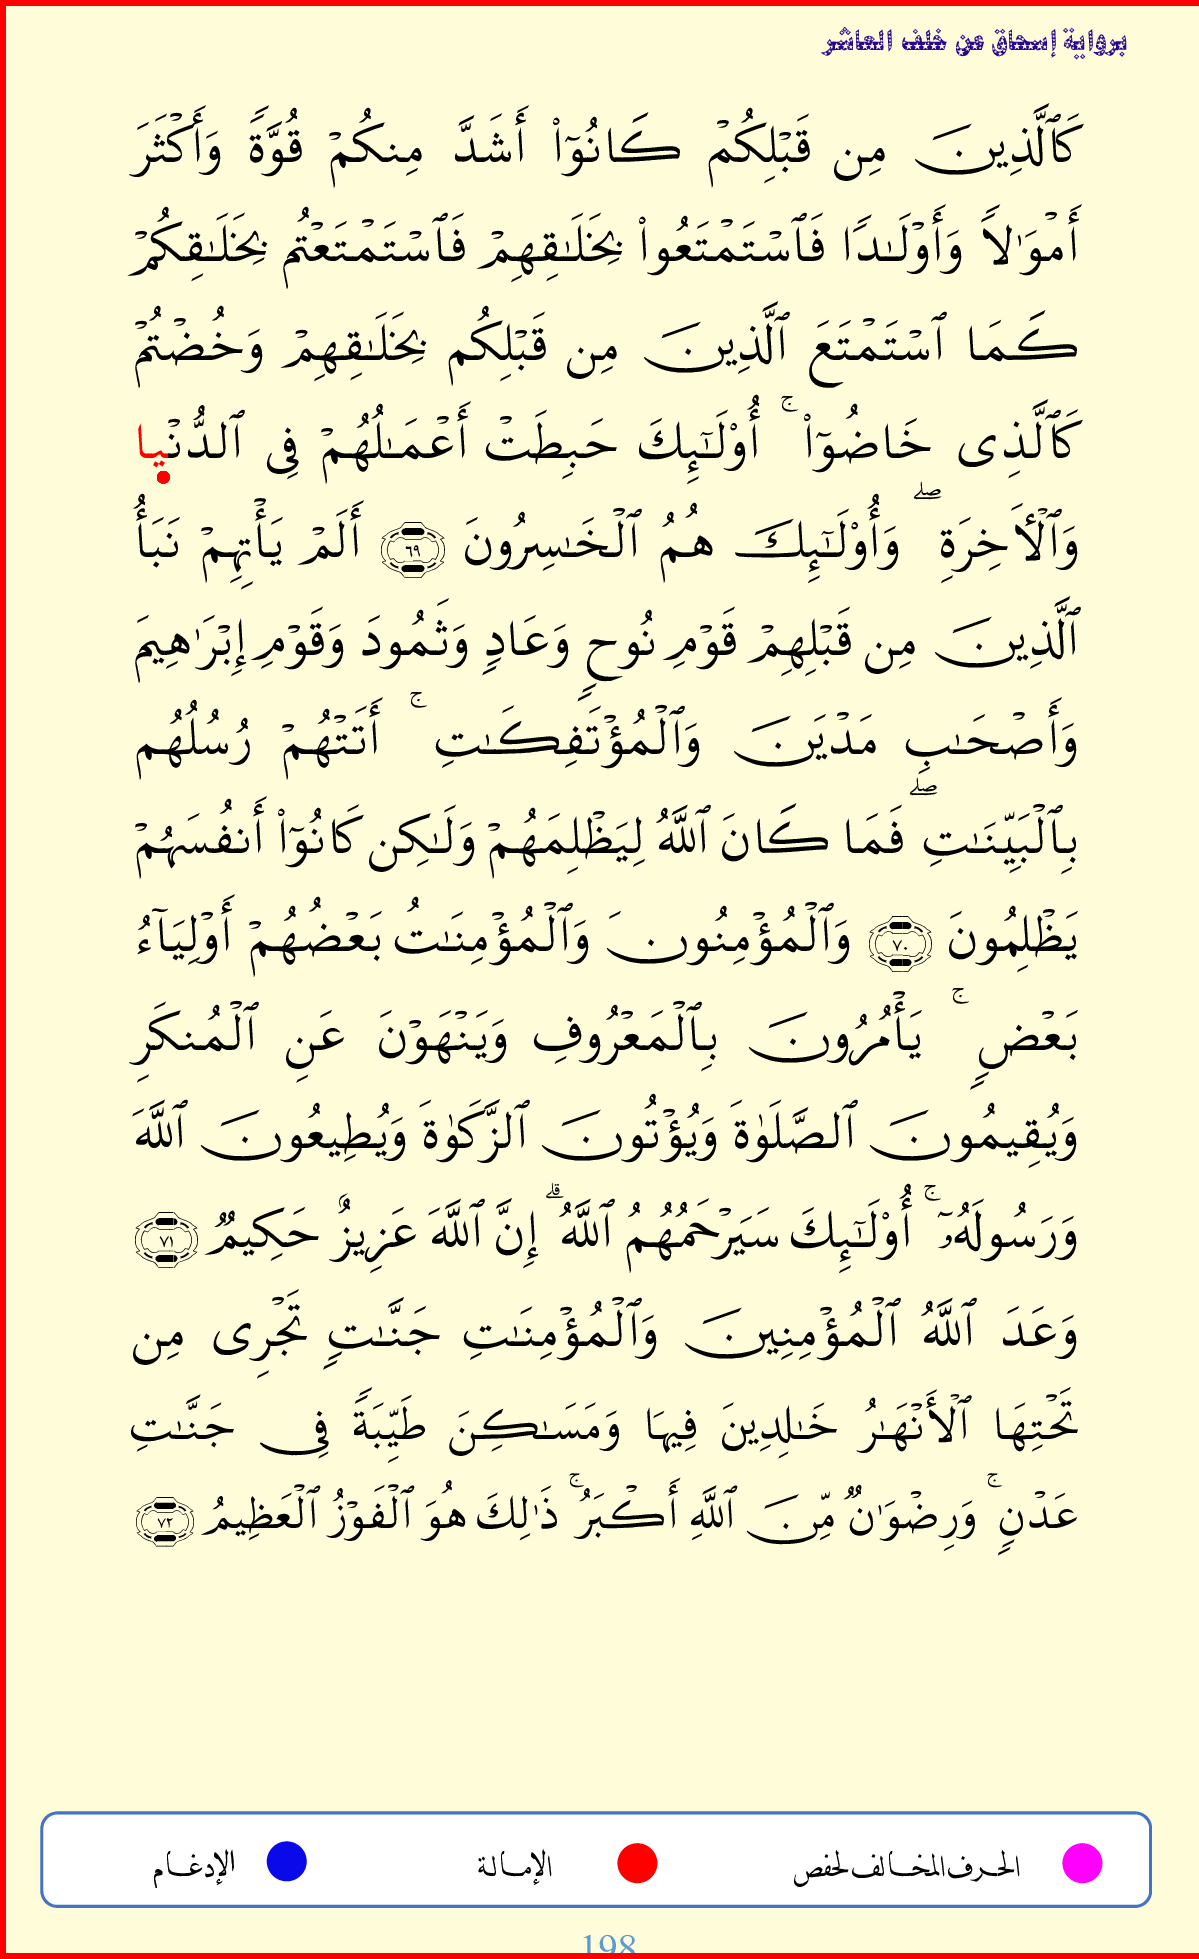 برواية إسحاق عن خلف العاشر
كَٱلَّذِينَ مِن قَبۡلِكُمۡ كَانُوٓاْ أَشَدَّ مِنكُمۡ قُوَّةٗ وَأَكۡثَرَ
أَمۡوَٰلٗا وَأَوۡلَٰدٗا فَٱسۡتَمۡتَعُواْ بِخَلَٰقِهِمۡ فَٱسۡتَمۡتَعۡتُم بِخَلَٰقِكُمۡ
كَمَا ٱسۡتَمۡتَعَ ٱلَّذِينَ مِن قَبۡلِكُم بِخَلَٰقِهِمۡ وَخُضۡتُمۡ
كَٱلَّذِي خَاضُوٓاْۚ أُوْلَٰٓئِكَ حَبِطَتۡ أَعۡمَٰلُهُمۡ فِي ٱلدُّنۡيا
وَٱلۡأٓخِرَةِۖ وَأُوْلَٰٓئِكَ هُمُ ٱلۡخَٰسِرُونَ ٦٩ أَلَمۡ يَأۡتِهِمۡ نَبَأُ
ٱلَّذِينَ مِن قَبۡلِهِمۡ قَوۡمِ نُوحٖ وَعَادٖ وَثَمُودَ وَقَوۡمِ إِبۡرَٰهِيمَ
وَأَصۡحَٰبِ مَدۡيَنَ وَٱلۡمُؤۡتَفِكَٰتِۚ أَتَتۡهُمۡ رُسُلُهُم
بِٱلۡبَيِّنَٰتِۖ فَمَا كَانَ ٱللَّهُ لِيَظۡلِمَهُمۡ وَلَٰكِن كَانُوٓاْ أَنفُسَهُمۡ
يَظۡلِمُونَ ٧٠ وَٱلۡمُؤۡمِنُونَ وَٱلۡمُؤۡمِنَٰتُ بَعۡضُهُمۡ أَوۡلِيَآءُ
بَعۡضٖۚ يَأۡمُرُونَ بِٱلۡمَعۡرُوفِ وَيَنۡهَوۡنَ عَنِ ٱلۡمُنكَرِ
وَيُقِيمُونَ ٱلصَّلَوٰةَ وَيُؤۡتُونَ ٱلزَّكَوٰةَ وَيُطِيعُونَ ٱللَّهَ
وَرَسُولَهُۥٓۚ أُوْلَٰٓئِكَ سَيَرۡحَمُهُمُ ٱللَّهُۗ إِنَّ ٱللَّهَ عَزِيزٌ حَكِيمٞ ٧١
وَعَدَ ٱللَّهُ ٱلۡمُؤۡمِنِينَ وَٱلۡمُؤۡمِنَٰتِ جَنَّٰتٖ تَجۡرِي مِن
تَحۡتِهَا ٱلۡأَنۡهَٰرُ خَٰلِدِينَ فِيهَا وَمَسَٰكِنَ طَيِّبَةٗ فِي جَنَّٰتِ
عَدۡنٖۚ وَرِضۡوَٰنٞ مِّنَ ٱللَّهِ أَكۡبَرُۚ ذَٰلِكَ هُوَ ٱلۡفَوۡزُ ٱلۡعَظِيمُ ٧٢
الحرف المخالف لحفص الإمالة الإدغام
198